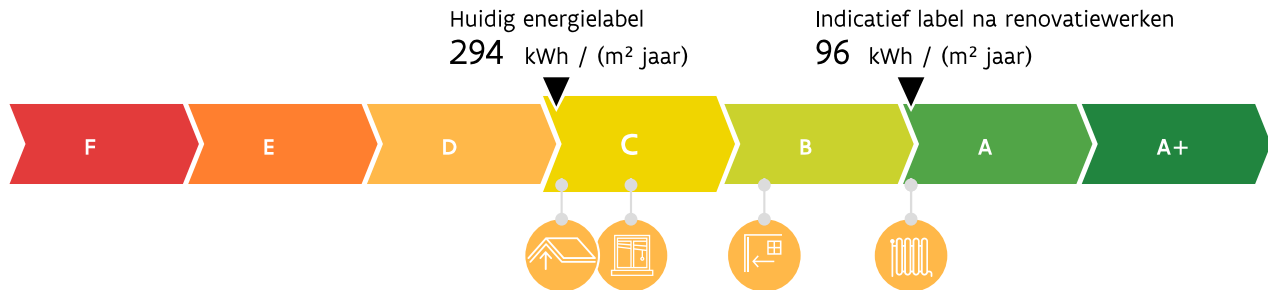 Huidig energielabel
294 kWh / (m² jaar)
Indicatief label na renovatiewerken
96 kWh / (m² jaar)
F E D C B A A+